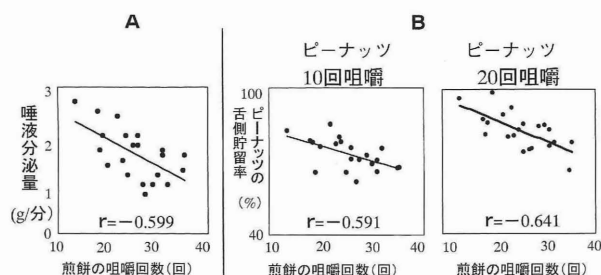 A
B
ピーナッツ
10回咀嚼
ピーナッツ
20回咀嚼
唾液分泌量
(g/分)
3
2
1
0
r=−0.599
10 20 30 40
煎餅の咀嚼回数(回)
ピーナッツの
舌側貯留率
(%)
100
40
r=−0.591
10 20 30 40
煎餅の咀嚼回数(回)
r=−0.641
10 20 30 40
煎餅の咀嚼回数(回)